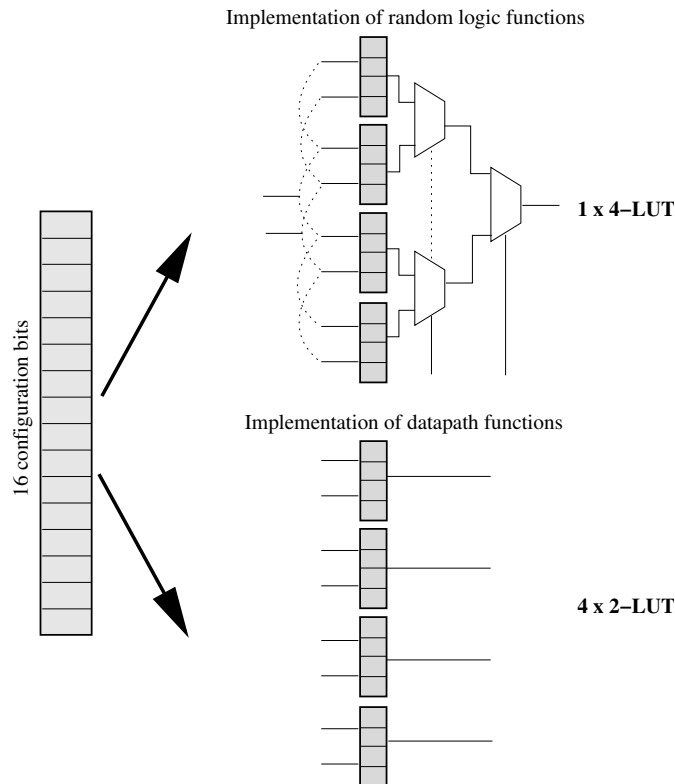 Implementation of random logic functions
1 x 4–LUT
16 configuration bits
Implementation of datapath functions
4 x 2–LUT